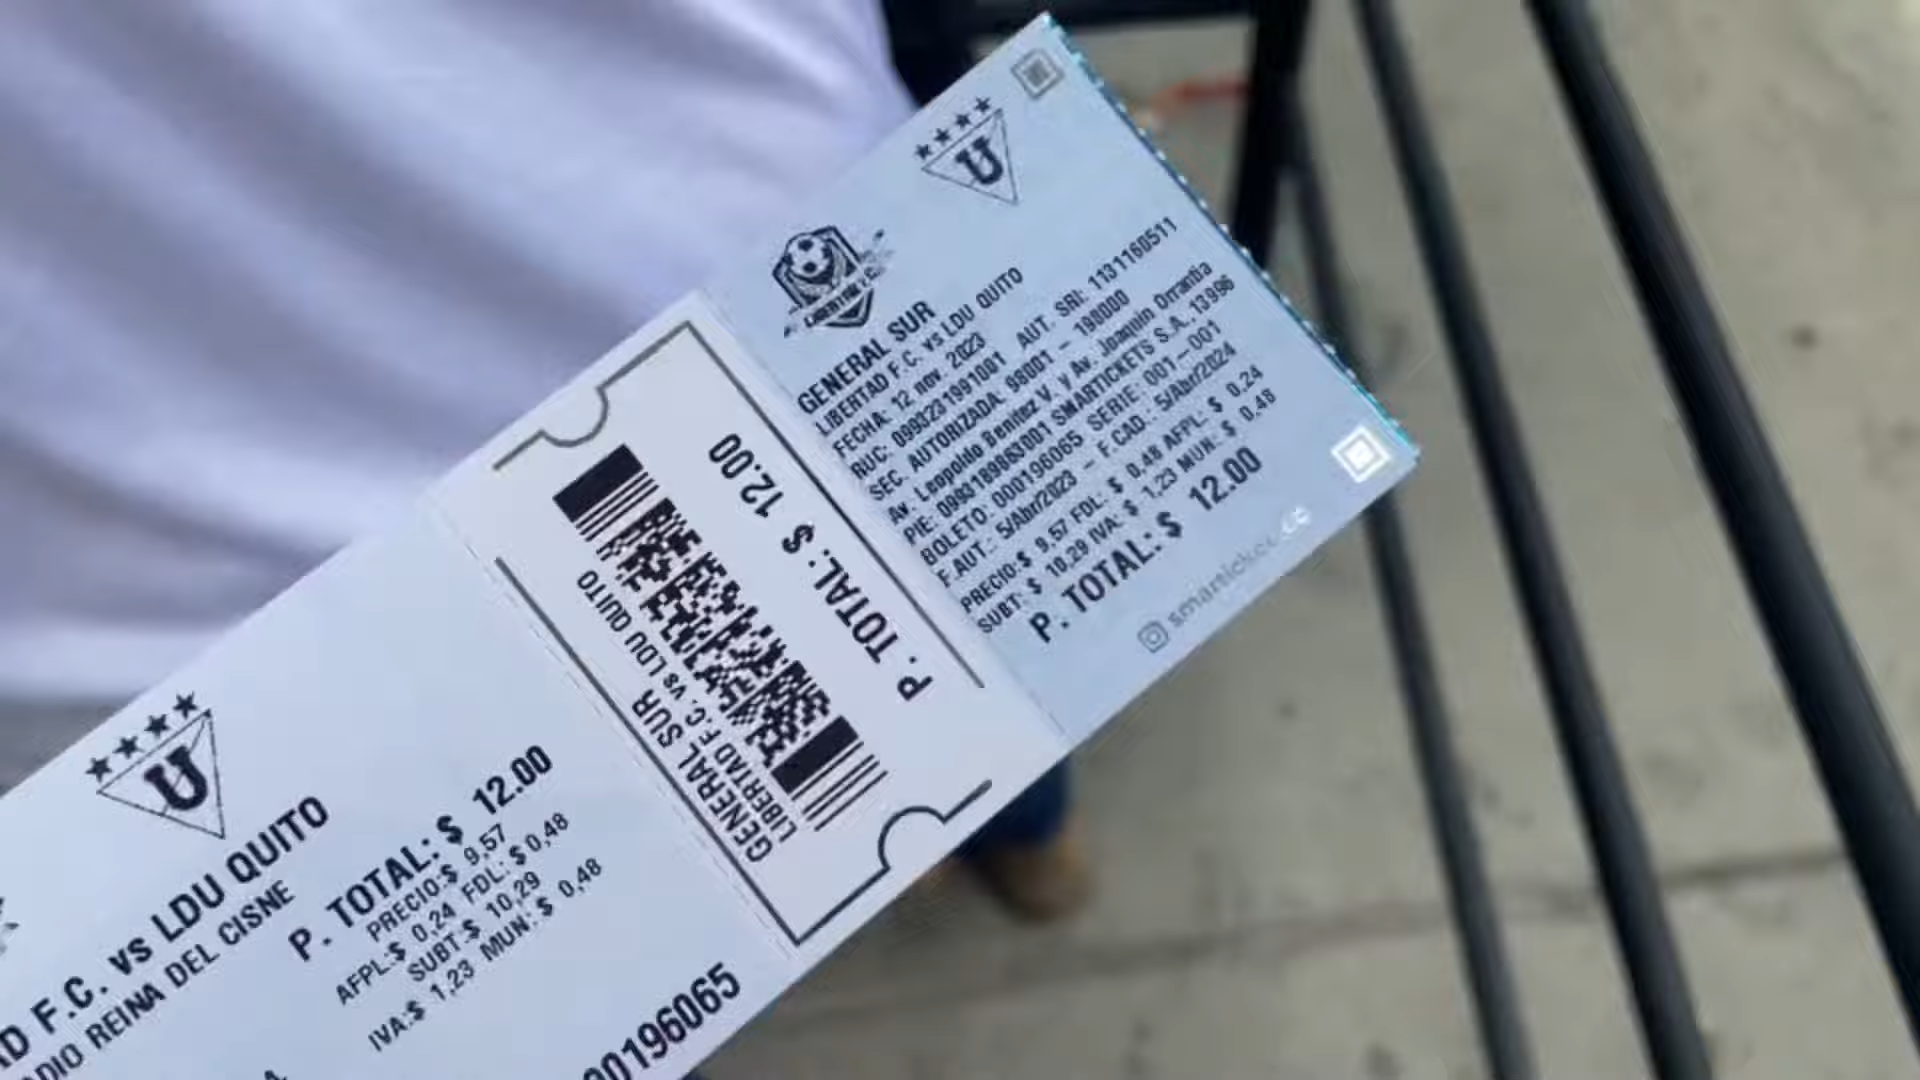 U
LIBERTAD F.C.
GENERAL SUR
LIBERTAD F.C. vs LDU QUITO
FECHA: 12 nov. 2023
RUC: 0993231991001 AUT. SRI: 1131160511
SEC. AUTORIZADA: 98001 - 198000
Av. Leopoldo Benitez V. y Av. Joaquin Orrantia
PIE: 0993189863001 SMARTICKETS S.A., 13996
BOLETO: 000196065 SERIE: 001-001
F.AUT.: 5/Abr/2023 - F.CAD.: 5/Abr/2024
PRECIO:$ 9,57 FDL: $ 0,48 AFPL: $ 0,24
SUBT: $ 10,29 IVA: $ 1,23 MUN: $ 0,48
P. TOTAL: $ 12.00
P. TOTAL: $ 12.00
GENERAL SUR
LIBERTAD F.C. vs LDU QUITO
U
D F.C. vs LDU QUITO
ADIO REINA DEL CISNE
P. TOTAL: $ 12.00
PRECIO:$ 9,57
AFPL:$ 0,24 FDL: $ 0,48
SUBT:$ 10,29
IVA:$ 1,23 MUN: $ 0,48
00196065